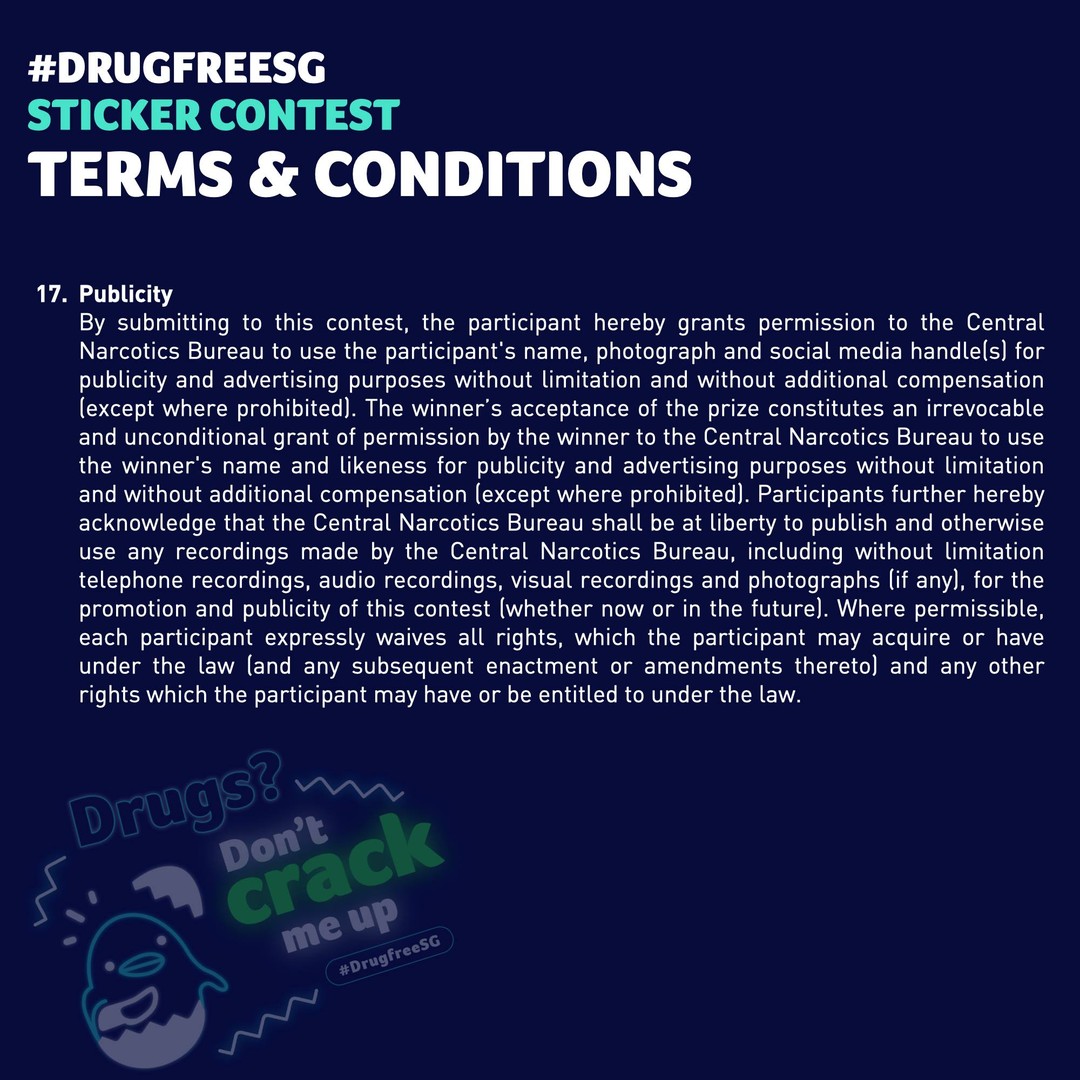 #DRUGFREESG
STICKER CONTEST
TERMS & CONDITIONS
17. Publicity
By submitting to this contest, the participant hereby grants permission to the Central
Narcotics Bureau to use the participant's name, photograph and social media handle(s) for
publicity and advertising purposes without limitation and without additional compensation
(except where prohibited). The winner’s acceptance of the prize constitutes an irrevocable
and unconditional grant of permission by the winner to the Central Narcotics Bureau to use
the winner's name and likeness for publicity and advertising purposes without limitation
and without additional compensation (except where prohibited). Participants further hereby
acknowledge that the Central Narcotics Bureau shall be at liberty to publish and otherwise
use any recordings made by the Central Narcotics Bureau, including without limitation
telephone recordings, audio recordings, visual recordings and photographs (if any), for the
promotion and publicity of this contest (whether now or in the future). Where permissible,
each participant expressly waives all rights, which the participant may acquire or have
under the law (and any subsequent enactment or amendments thereto) and any other
rights which the participant may have or be entitled to under the law.
Drugs?
Don't
crack
me up
#DrugfreeSG